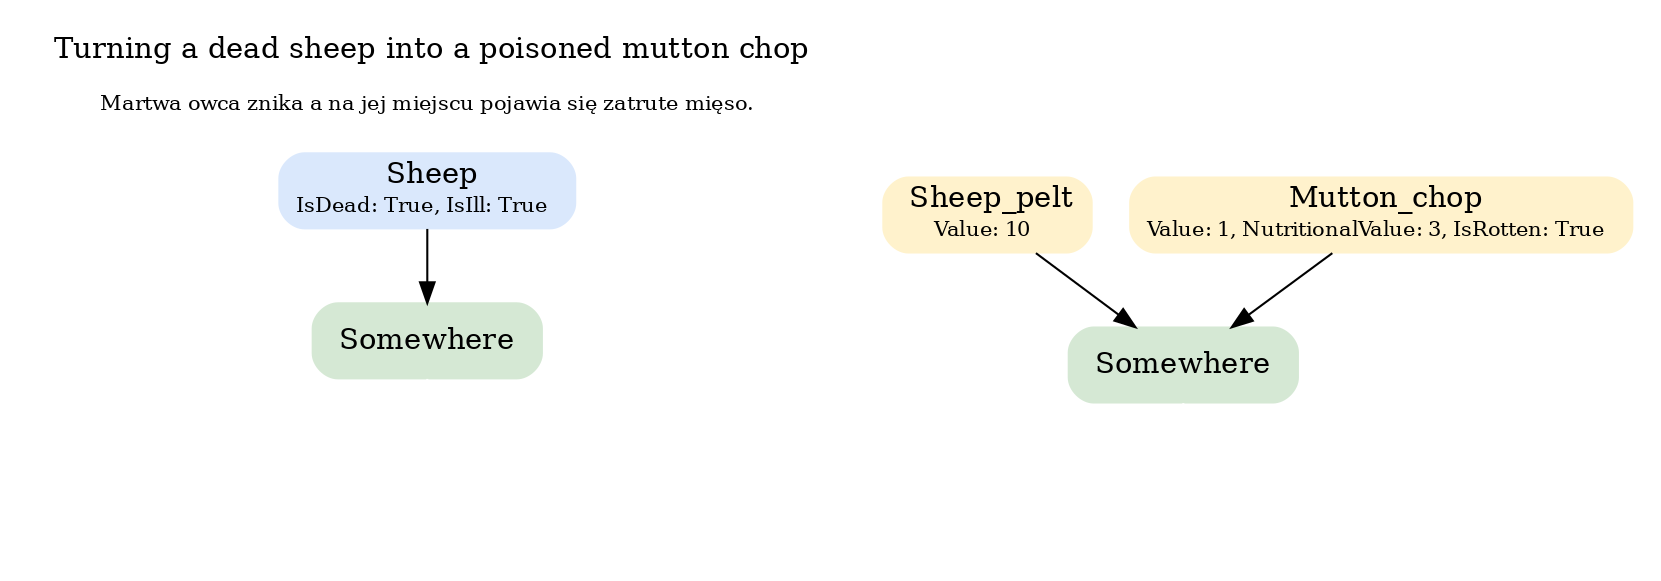 Turning a dead sheep into a poisoned mutton chop
Martwa owca znika a na jej miejscu pojawia się zatrute mięso.
Sheep
IsDead: True, IsIll: True
Somewhere
Sheep_pelt
Value: 10
Mutton_chop
Value: 1, NutritionalValue: 3, IsRotten: True
Somewhere